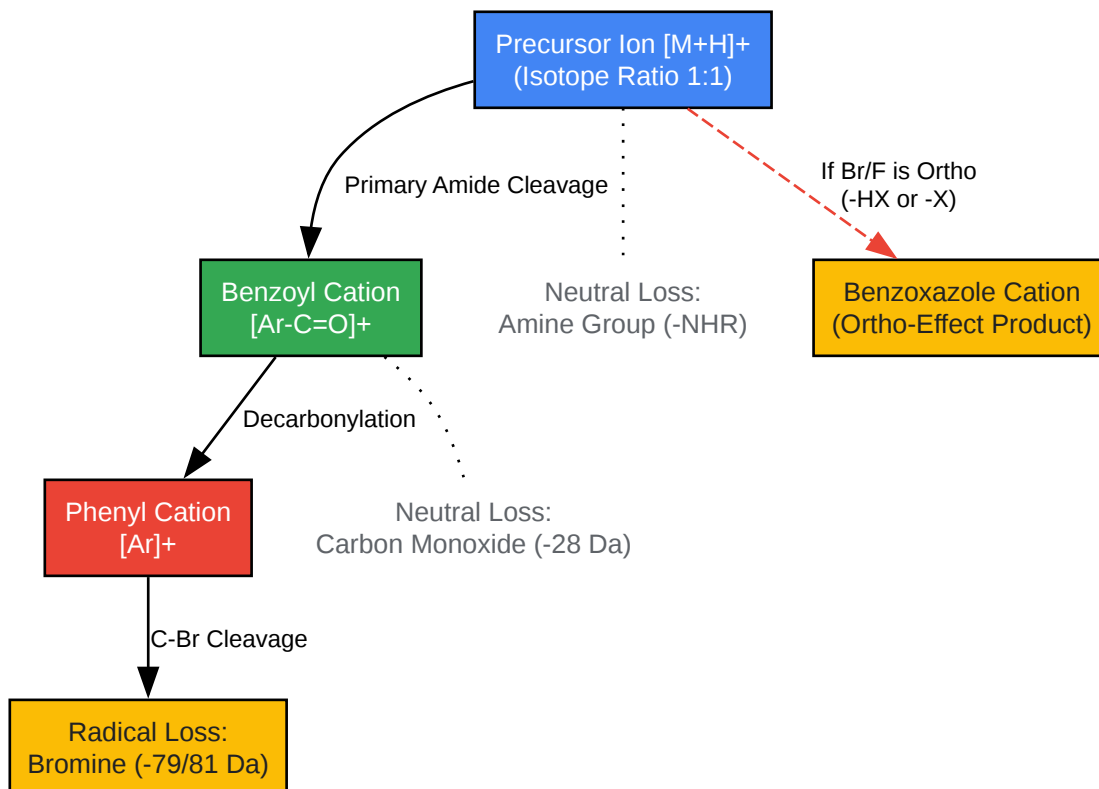 Precursor Ion [M+H]+
(Isotope Ratio 1:1)
If Br/F is Ortho
(-HX or -X)
Primary Amide Cleavage
Benzoyl Cation
[Ar-C=O]+
Neutral Loss:
Amine Group (-NHR)
Benzoxazole Cation
(Ortho-Effect Product)
Decarbonylation
Phenyl Cation
[Ar]+
Neutral Loss:
Carbon Monoxide (-28 Da)
C-Br Cleavage
Radical Loss:
Bromine (-79/81 Da)